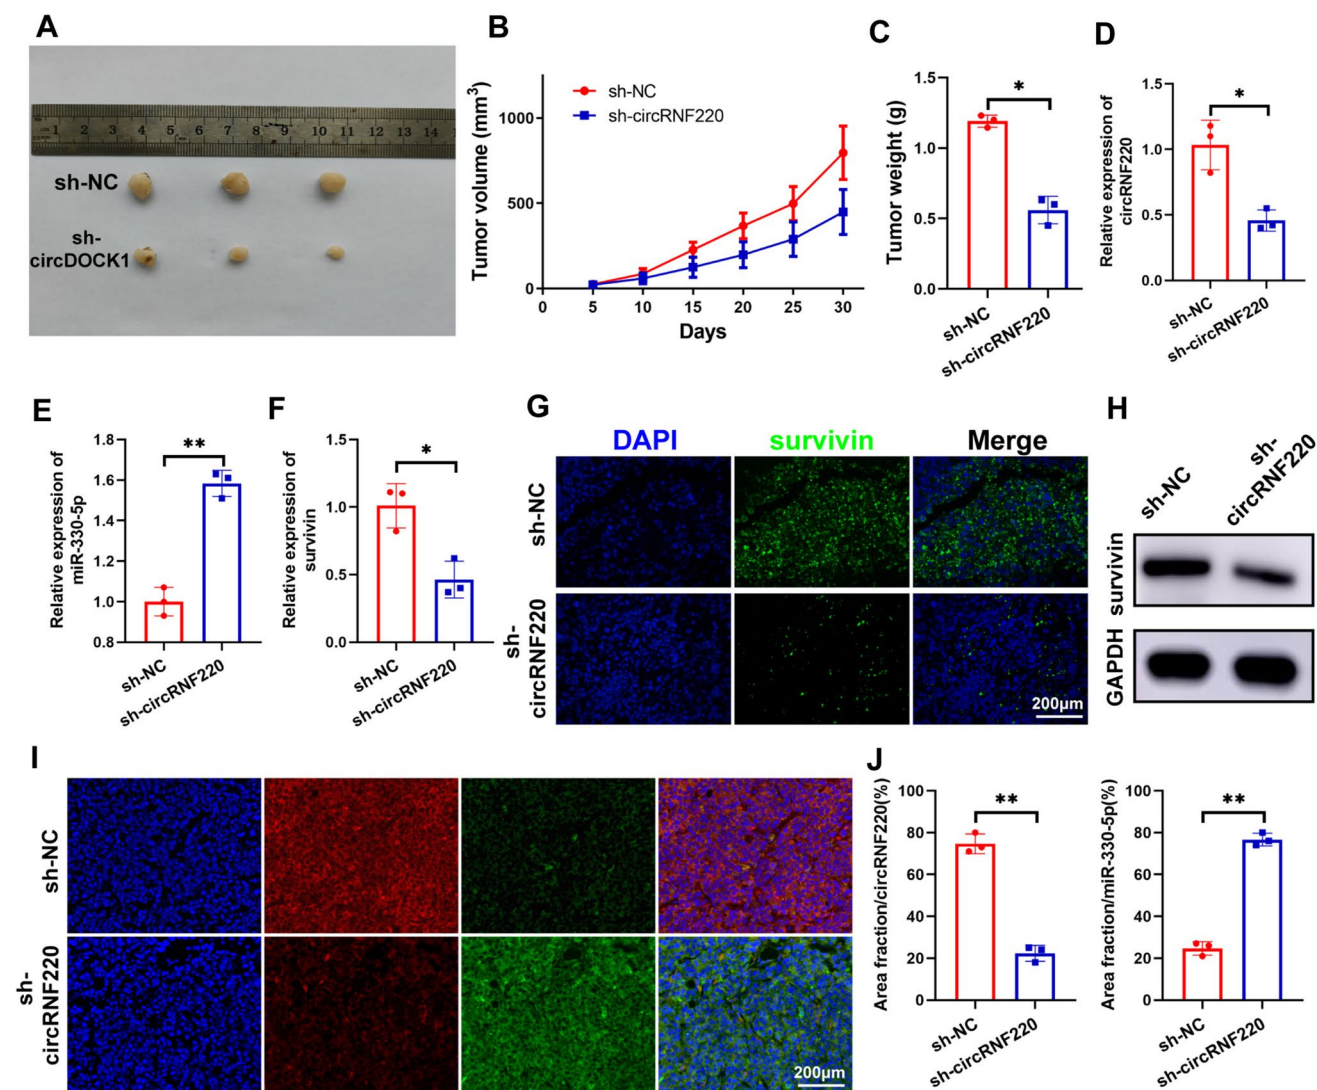 A
1 2 3 4 5 6 7 8 9 10 11 12 13 14
sh-NC
sh-
circDOCK1
B
Tumor volume (mm³)
1000
500
0
sh-NC
sh-circRNF220
0 5 10 15 20 25 30
Days
C
Tumor weight (g)
1.5
1.0
0.5
0.0
*
sh-NC
sh-circRNF220
D
Relative expression of
circRNF220
1.5
1.0
0.5
0.0
*
sh-NC
sh-circRNF220
E
Relative expression of
miR-330-5p
1.8
1.6
1.4
1.2
1.0
0.8
**
sh-NC
sh-circRNF220
F
Relative expression of
survivin
1.5
1.0
0.5
0.0
*
sh-NC
sh-circRNF220
G
DAPI survivin Merge
sh-NC
sh-
circRNF220
200μm
H
sh-NC
sh-
circRNF220
survivin
GAPDH
I
sh-NC
sh-
circRNF220
200μm
J
Area fraction/circRNF220(%)
100
80
60
40
20
0
**
sh-NC
sh-circRNF220
Area fraction/miR-330-5p(%)
100
80
60
40
20
0
**
sh-NC
sh-circRNF220